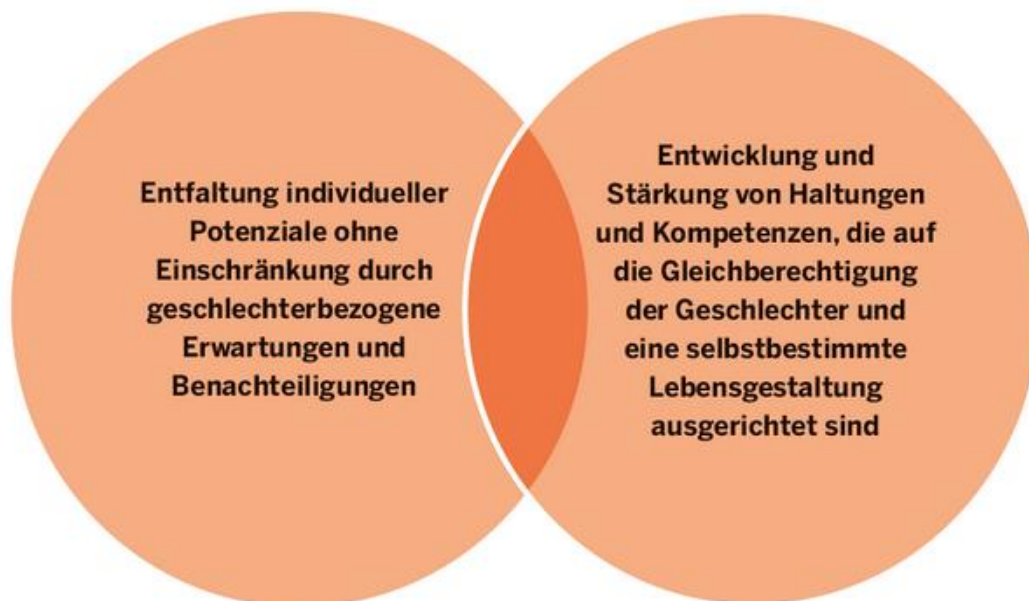 Entfaltung individueller
Potenziale ohne
Einschränkung durch
geschlechterbezogene
Erwartungen und
Benachteiligungen
Entwicklung und
Stärkung von Haltungen
und Kompetenzen, die auf
die Gleichberechtigung
der Geschlechter und
eine selbstbestimmte
Lebensgestaltung
ausgerichtet sind